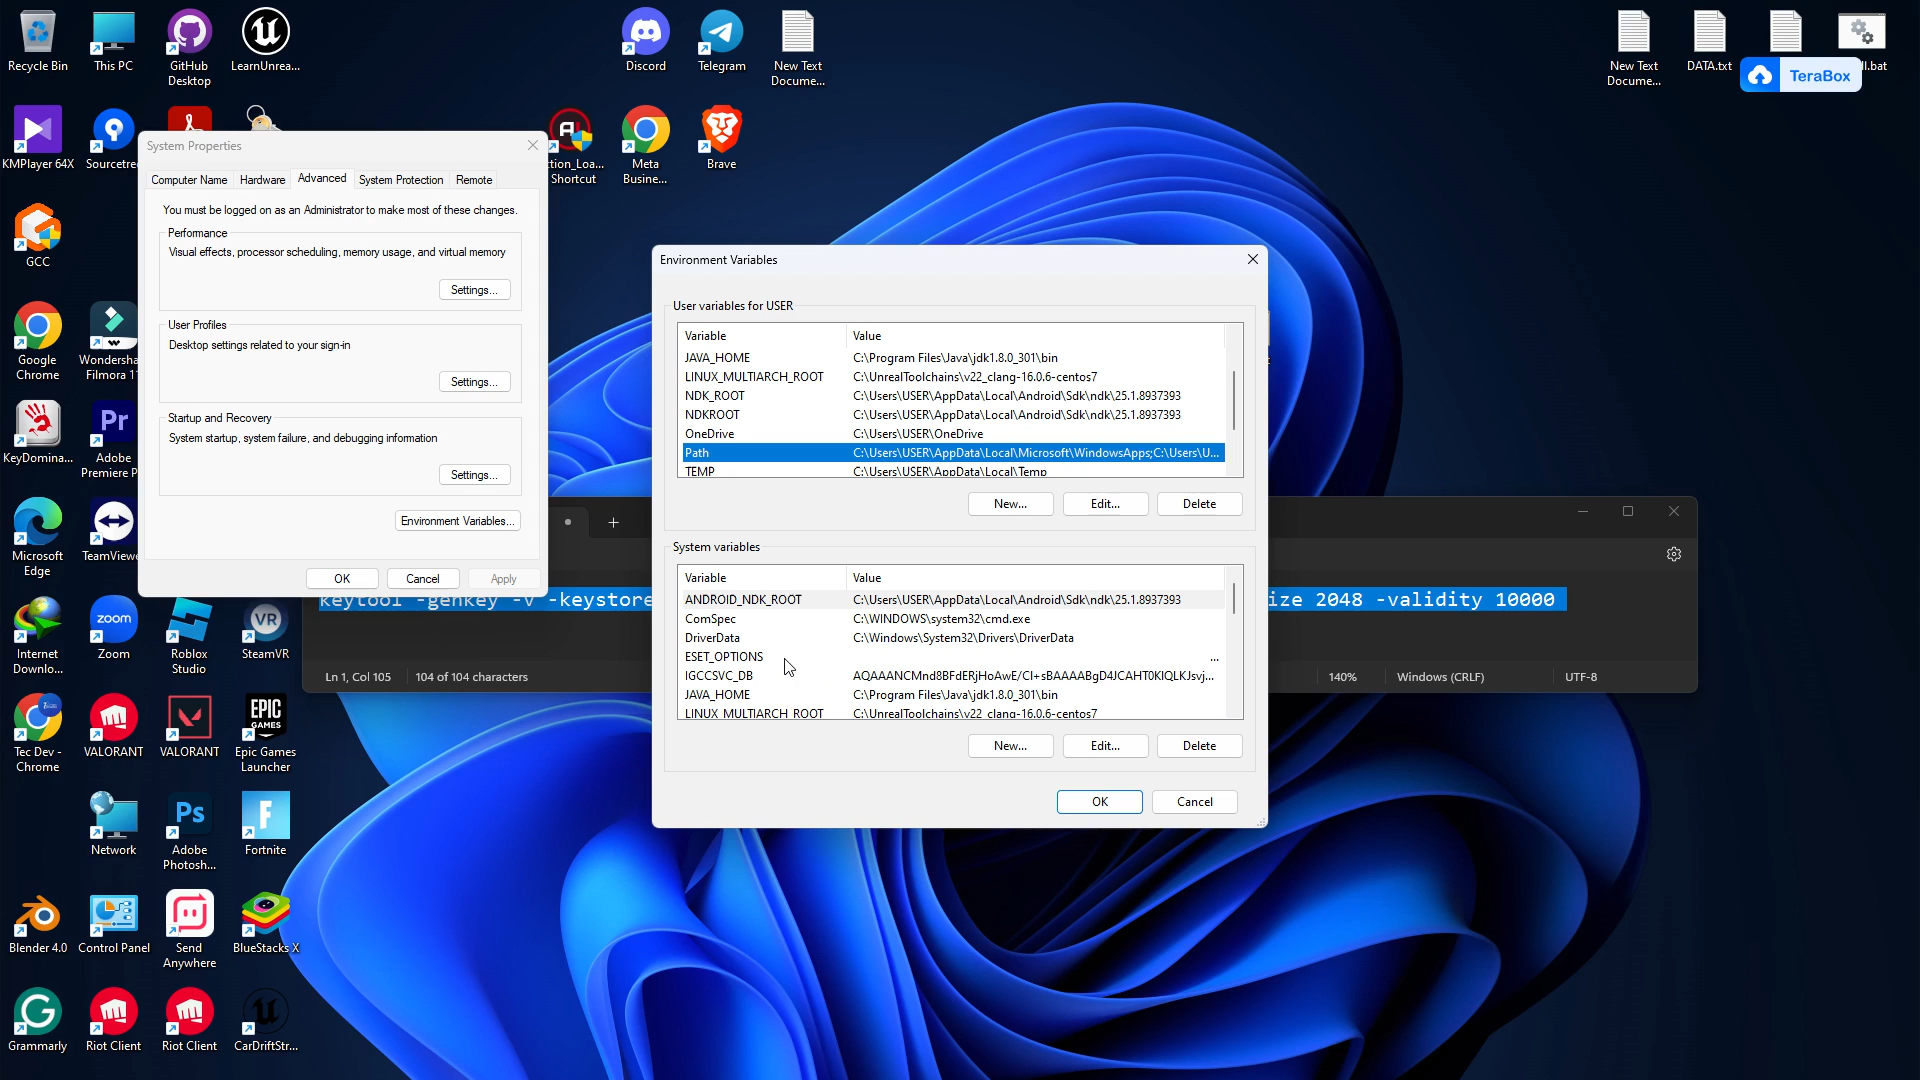 Recycle Bin
This PC
GitHub
Desktop
LearnUnrea...
Discord
Telegram
New Text
Docume...
New Text
Docume...
DATA.txt
TeraBox
ll.bat
KMPlayer 64X
Sourcetre
tion_Loa...
Shortcut
Meta
Busine...
Brave
GCC
Google
Chrome
Wondersha
Filmora 1
KeyDomina...
Adobe
Premiere P
Microsoft
Edge
TeamViewe
Internet
Downlo...
Zoom
Roblox
Studio
SteamVR
Tec Dev -
Chrome
VALORANT
VALORANT
Epic Games
Launcher
Network
Adobe
Photosh...
Fortnite
Blender 4.0
Control Panel
Send
Anywhere
BlueStacks X
Grammarly
Riot Client
Riot Client
CarDriftStr...
System Properties
Computer Name
Hardware
Advanced
System Protection
Remote
You must be logged on as an Administrator to make most of these changes.
Performance
Visual effects, processor scheduling, memory usage, and virtual memory
Settings...
User Profiles
Desktop settings related to your sign-in
Settings...
Startup and Recovery
System startup, system failure, and debugging information
Settings...
Environment Variables...
OK
Cancel
Apply
Environment Variables
User variables for USER
Variable Value
JAVA_HOME C:\Program Files\Java\jdk1.8.0_301\bin
LINUX_MULTIARCH_ROOT C:\UnrealToolchains\v22_clang-16.0.6-centos7
NDK_ROOT C:\Users\USER\AppData\Local\Android\Sdk\ndk\25.1.8937393
NDKROOT C:\Users\USER\AppData\Local\Android\Sdk\ndk\25.1.8937393
OneDrive C:\Users\USER\OneDrive
Path C:\Users\USER\AppData\Local\Microsoft\WindowsApps;C:\Users\U...
TEMP C:\Users\USER\AppData\Local\Temp
New...
Edit...
Delete
System variables
Variable Value
ANDROID_NDK_ROOT C:\Users\USER\AppData\Local\Android\Sdk\ndk\25.1.8937393
ComSpec C:\WINDOWS\system32\cmd.exe
DriverData C:\Windows\System32\Drivers\DriverData
ESET_OPTIONS ...
IGCCSVC_DB AQAAANCMnd8BFdERjHoAwE/Cl+sBAAAABgD4JCAHT0KlQLKJsvj...
JAVA_HOME C:\Program Files\Java\jdk1.8.0_301\bin
LINUX_MULTIARCH_ROOT C:\UnrealToolchains\v22_clang-16.0.6-centos7
New...
Edit...
Delete
OK
Cancel
keytool -genkey -v -keystore
ize 2048 -validity 10000
Ln 1, Col 105
104 of 104 characters
140%
Windows (CRLF)
UTF-8
zoom
VR
EPIC
GAMES
Pr
Ps